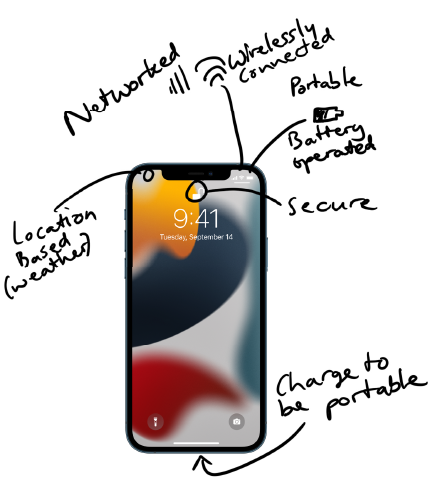 Networked
Wirelessly
Connected
Portable
Battery
operated
Secure
Location
Based
(weather)
9:41
Tuesday, September 14
Charge to
be portable